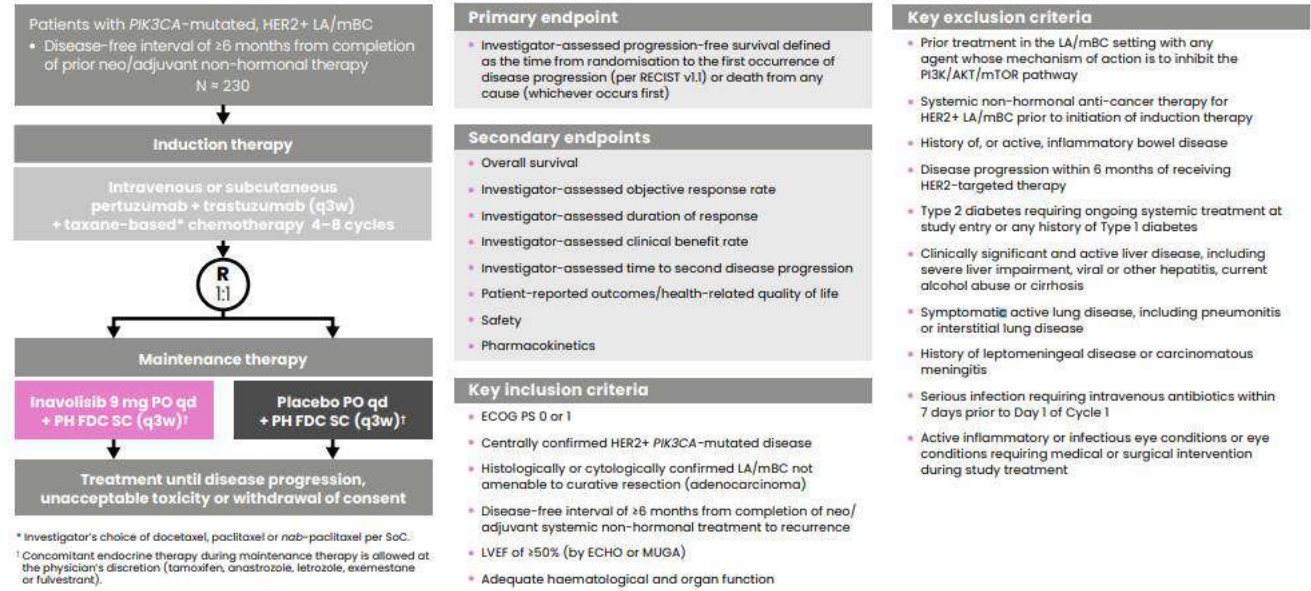 Patients with PIK3CA-mutated, HER2+ LA/mBC
• Disease-free interval of ≥6 months from completion
of prior neo/adjuvant non-hormonal therapy
N ≈ 230
Induction therapy
Intravenous or subcutaneous
pertuzumab + trastuzumab (q3w)
+ taxane-based* chemotherapy 4–8 cycles
R
1:1
Maintenance therapy
Inavolisib 9 mg PO qd
+ PH FDC SC (q3w)†
Placebo PO qd
+ PH FDC SC (q3w)†
Treatment until disease progression,
unacceptable toxicity or withdrawal of consent
* Investigator's choice of docetaxel, paclitaxel or nab-paclitaxel per SoC.
† Concomitant endocrine therapy during maintenance therapy is allowed at
the physician's discretion (tamoxifen, anastrozole, letrozole, exemestane
or fulvestrant).
Primary endpoint
• Investigator-assessed progression-free survival defined
as the time from randomisation to the first occurrence of
disease progression (per RECIST v1.1) or death from any
cause (whichever occurs first)
Secondary endpoints
• Overall survival
• Investigator-assessed objective response rate
• Investigator-assessed duration of response
• Investigator-assessed clinical benefit rate
• Investigator-assessed time to second disease progression
• Patient-reported outcomes/health-related quality of life
• Safety
• Pharmacokinetics
Key inclusion criteria
• ECOG PS 0 or 1
• Centrally confirmed HER2+ PIK3CA-mutated disease
• Histologically or cytologically confirmed LA/mBC not
amenable to curative resection (adenocarcinoma)
• Disease-free interval of ≥6 months from completion of neo/
adjuvant systemic non-hormonal treatment to recurrence
• LVEF of ≥50% (by ECHO or MUGA)
• Adequate haematological and organ function
Key exclusion criteria
• Prior treatment in the LA/mBC setting with any
agent whose mechanism of action is to inhibit the
PI3K/AKT/mTOR pathway
• Systemic non-hormonal anti-cancer therapy for
HER2+ LA/mBC prior to initiation of induction therapy
• History of, or active, inflammatory bowel disease
• Disease progression within 6 months of receiving
HER2-targeted therapy
• Type 2 diabetes requiring ongoing systemic treatment at
study entry or any history of Type 1 diabetes
• Clinically significant and active liver disease, including
severe liver impairment, viral or other hepatitis, current
alcohol abuse or cirrhosis
• Symptomatic active lung disease, including pneumonitis
or interstitial lung disease
• History of leptomeningeal disease or carcinomatous
meningitis
• Serious infection requiring intravenous antibiotics within
7 days prior to Day 1 of Cycle 1
• Active inflammatory or infectious eye conditions or eye
conditions requiring medical or surgical intervention
during study treatment